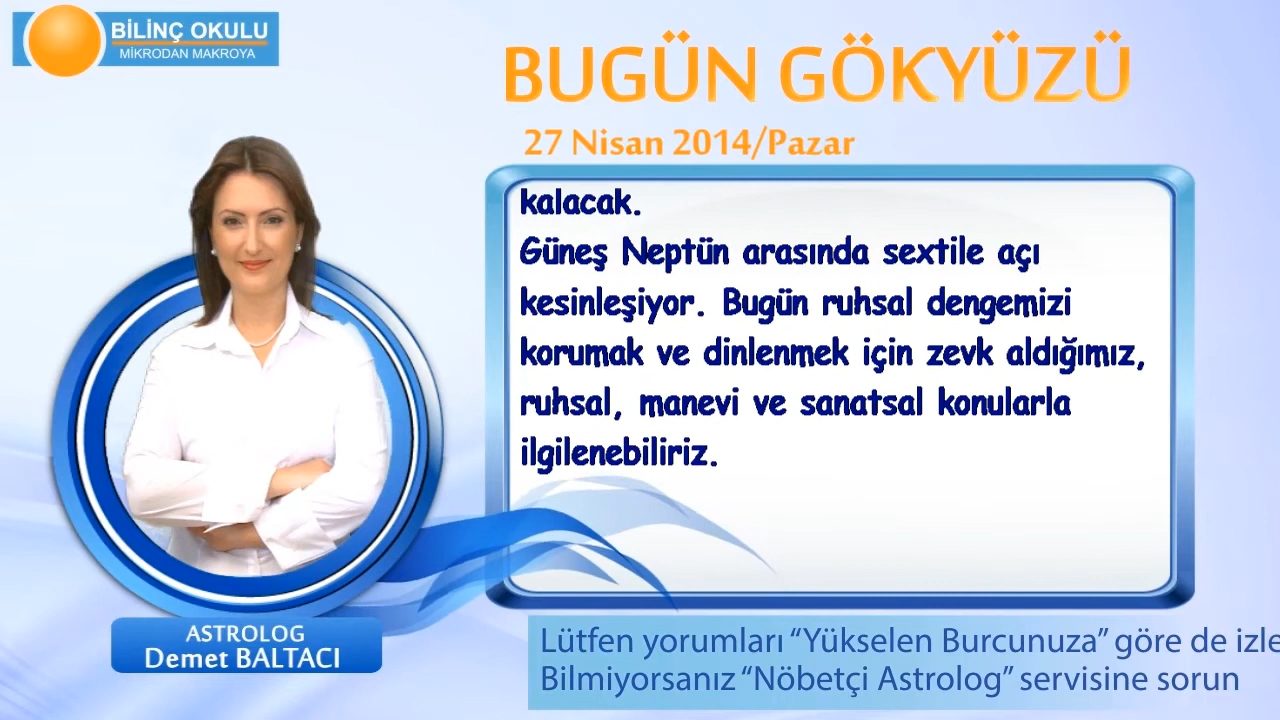 BİLİNÇ OKULU
MİKRODAN MAKROYA
BUGÜN GÖKYÜZÜ
27 Nisan 2014/Pazar
kalacak.
Güneş Neptün arasında sextile açı
kesinleşiyor. Bugün ruhsal dengemizi
korumak ve dinlenmek için zevk aldığımız,
ruhsal, manevi ve sanatsal konularla
ilgilenebiliriz.
ASTROLOG
Demet BALTACI
Lütfen yorumları “Yükselen Burcunuza” göre de izle
Bilmiyorsanız “Nöbetçi Astrolog” servisine sorun